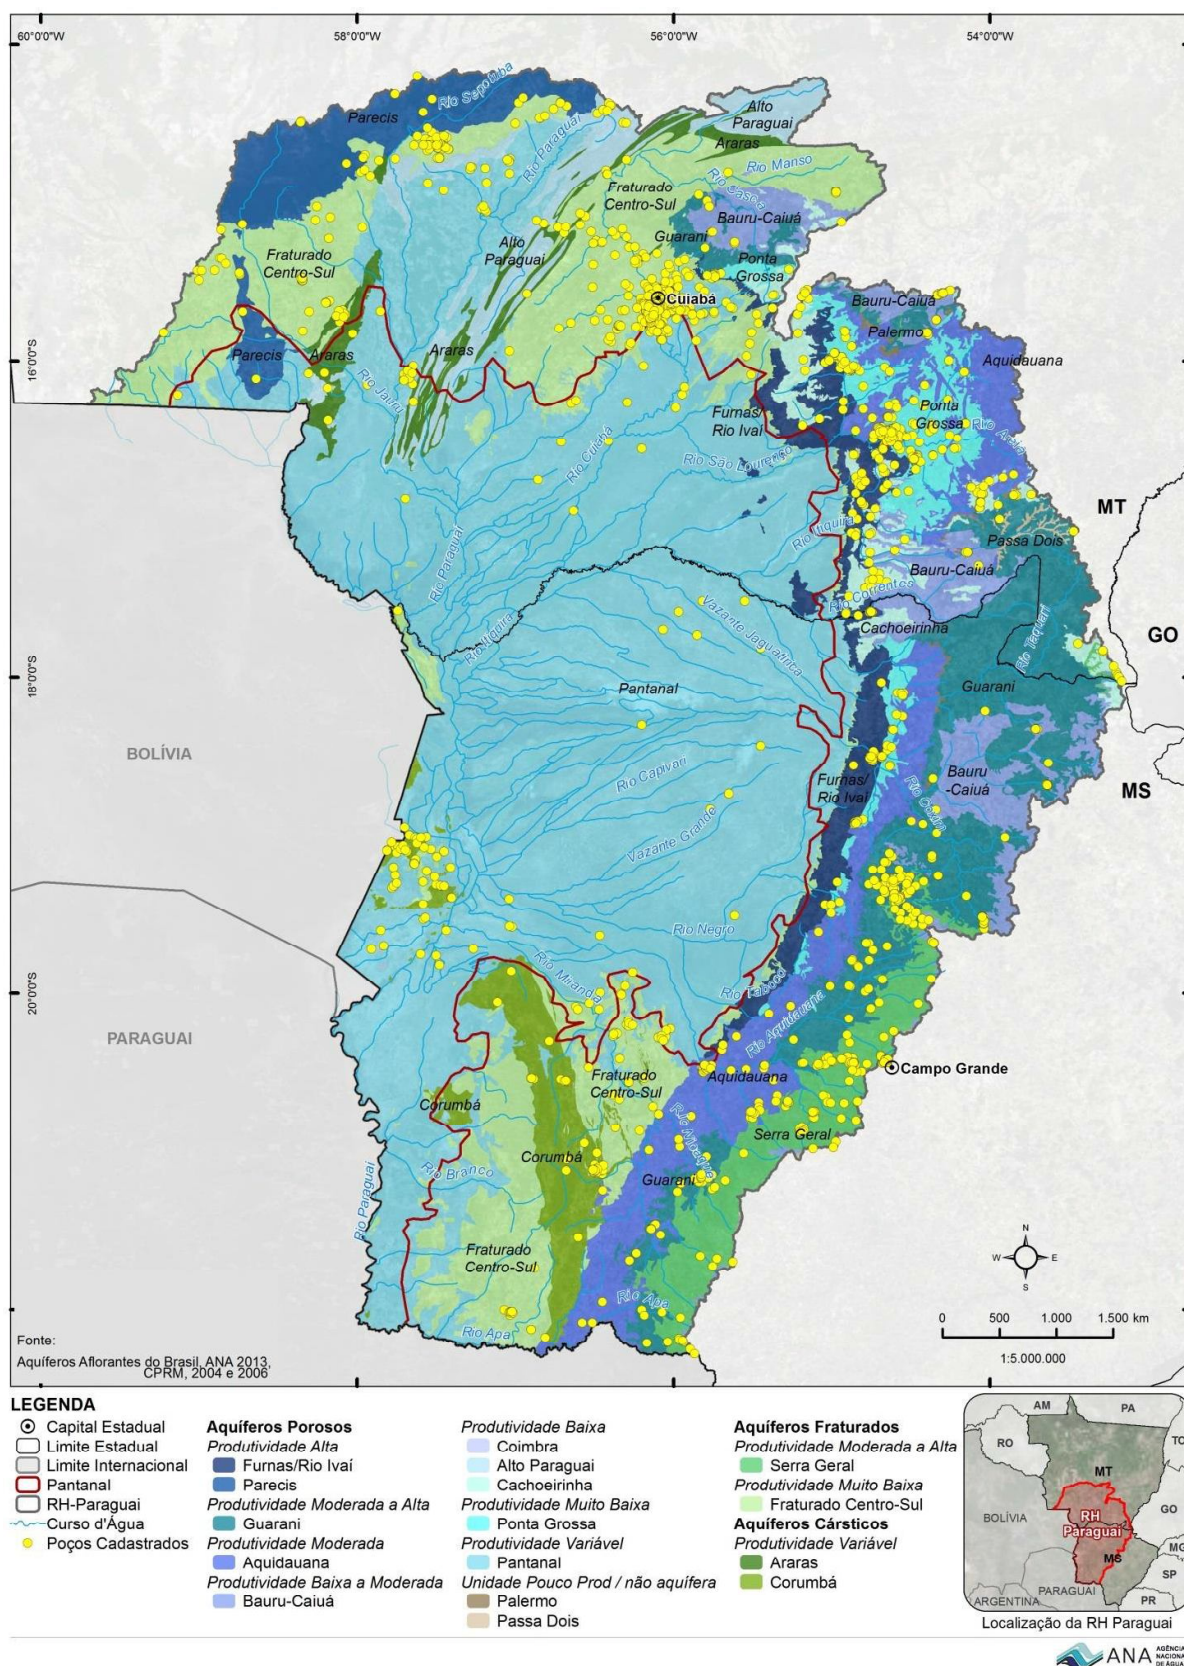 60°0'0"W
58°0'0"W
56°0'0"W
54°0'0"W
16°0'0"S
18°0'0"S
20°0'0"S
Rio Sepotuba
Parecis
Rio Paraguai
Alto
Paraguai
Araras
Rio Manso
Rio Casca
Fraturado
Centro-Sul
Bauru-Caiuá
Guarani
Ponta
Grossa
Alto
Paraguai
Fraturado
Centro-Sul
Cuiabá
Bauru-Caiuá
Palermo
Aquidauana
Parecis
Araras
Araras
Rio Jauru
Furnas/
Rio Ivaí
Ponta
Grossa
Rio Cuiabá
Rio São Lourenço
MT
Rio Itiquira
Passa Dois
Rio Paraguai
Bauru-Caiuá
Rio Correntes
Cachoeirinha
Rio Itiquira
Vazante Jaguatirica
Rio Taquari
GO
Pantanal
Guarani
BOLÍVIA
Rio Capivari
Furnas/
Rio Ivaí
Bauru
-Caiuá
MS
Vazante Grande
Rio Negro
Rio Miranda
Rio Taboco
Rio Aquidauana
PARAGUAI
Fraturado
Centro-Sul
Aquidauana
Campo Grande
Corumbá
Serra Geral
Corumbá
Rio Nioaque
Guarani
Rio Branco
Rio Paraguai
Fraturado
Centro-Sul
Rio Apa
Rio Apa
N
W
E
S
0 500 1.000 1.500 km
1:5.000.000
Fonte:
Aquíferos Aflorantes do Brasil, ANA 2013,
CPRM, 2004 e 2006
LEGENDA
Capital Estadual
Limite Estadual
Limite Internacional
Pantanal
RH-Paraguai
Curso d'Água
Poços Cadastrados
Aquíferos Porosos
Produtividade Alta
Furnas/Rio Ivaí
Parecis
Produtividade Moderada a Alta
Guarani
Produtividade Moderada
Aquidauana
Produtividade Baixa a Moderada
Bauru-Caiuá
Produtividade Baixa
Coimbra
Alto Paraguai
Cachoeirinha
Produtividade Muito Baixa
Ponta Grossa
Produtividade Variável
Pantanal
Unidade Pouco Prod / não aquífera
Palermo
Passa Dois
Aquíferos Fraturados
Produtividade Moderada a Alta
Serra Geral
Produtividade Muito Baixa
Fraturado Centro-Sul
Aquíferos Cársticos
Produtividade Variável
Araras
Corumbá
AM
PA
RO
TO
MT
GO
BOLÍVIA
RH
Paraguai
MG
MS
SP
PARAGUAI
ARGENTINA
PR
Localização da RH Paraguai
ANA